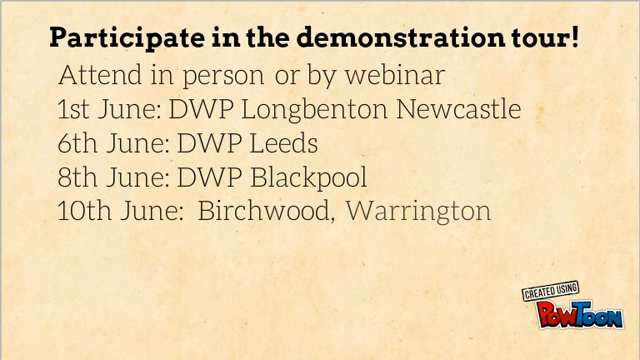 Participate in the demonstration tour!
Attend in person or by webinar
1st June: DWP Longbenton Newcastle
6th June: DWP Leeds
8th June: DWP Blackpool
10th June: Birchwood, Warrington
CREATED USING
POWTOON